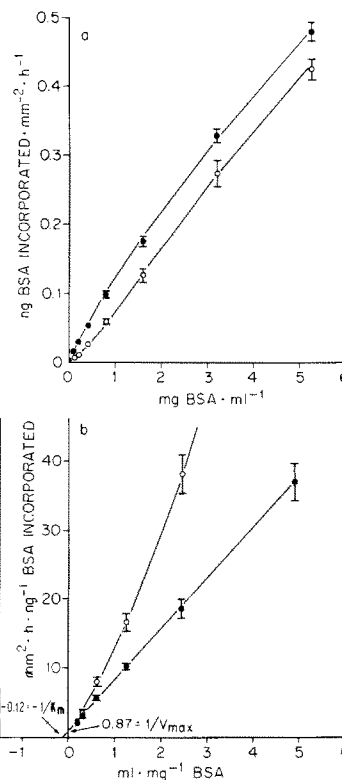 a
0.5
0.4
0.3
0.2
0.1
0
ng BSA INCORPORATED·mm⁻²·h⁻¹
0 1 2 3 4 5 6
mg BSA·ml⁻¹
b
40
30
20
10
mm²·h·ng⁻¹ BSA INCORPORATED
-0.12=-1/Km
0.87=1/Vmax
-1 0 1 2 3 4 5
ml·mg⁻¹ BSA